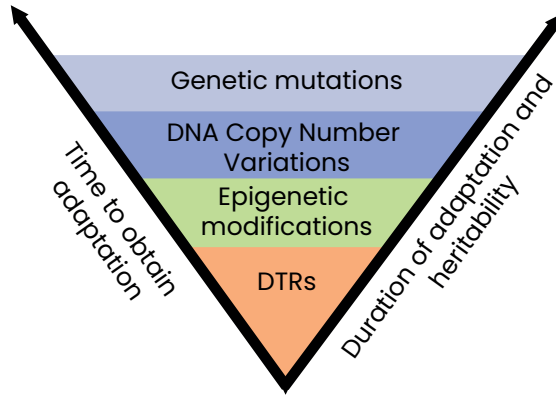 Genetic mutations
DNA Copy Number
Variations
Epigenetic
modifications
DTRs
Time to obtain
adaptation
Duration of adaptation and
heritability